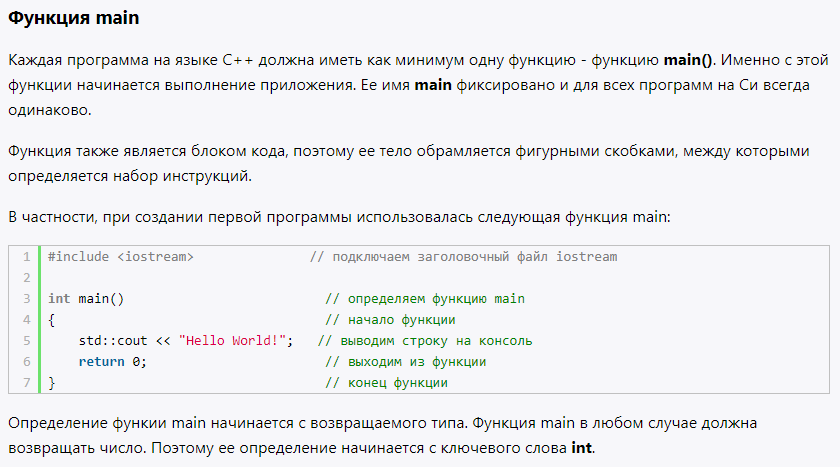 Функция main
Каждая программа на языке C++ должна иметь как минимум одну функцию - функцию main(). Именно с этой
функции начинается выполнение приложения. Ее имя main фиксировано и для всех программ на Си всегда
одинаково.
Функция также является блоком кода, поэтому ее тело обрамляется фигурными скобками, между которыми
определяется набор инструкций.
В частности, при создании первой программы использовалась следующая функция main:
1 #include <iostream> // подключаем заголовочный файл iostream
2
3 int main() // определяем функцию main
4 { // начало функции
5 std::cout << "Hello World!"; // выводим строку на консоль
6 return 0; // выходим из функции
7 } // конец функции
Определение функии main начинается с возвращаемого типа. Функция main в любом случае должна
возвращать число. Поэтому ее определение начинается с ключевого слова int.